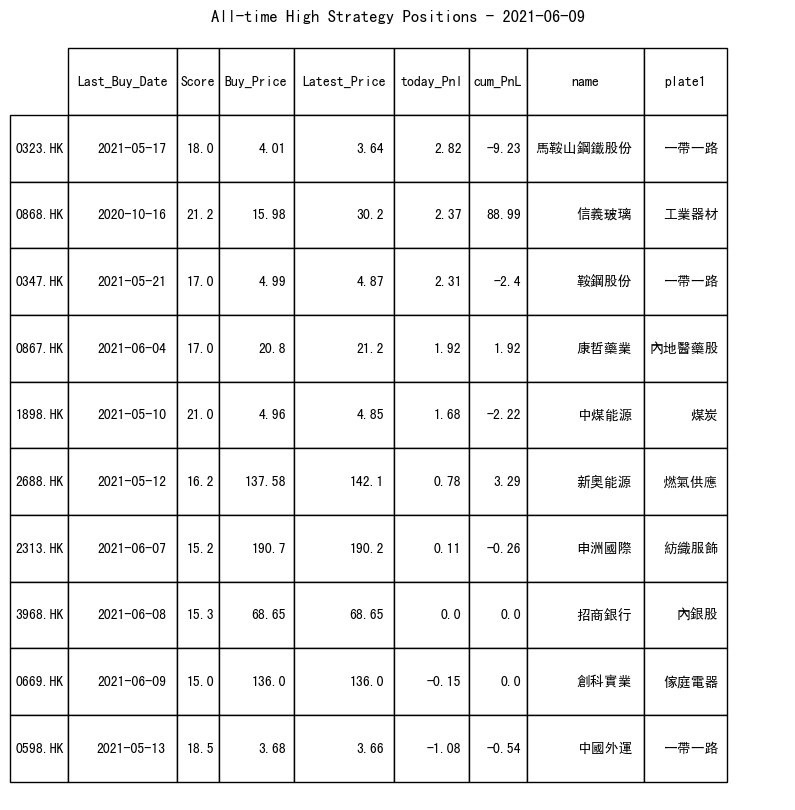 All-time High Strategy Positions - 2021-06-09
Last_Buy_Date Score Buy_Price Latest_Price today_Pnl cum_PnL name plate1
0323.HK 2021-05-17 18.0 4.01 3.64 2.82 -9.23 馬鞍山鋼鐵股份 一帶一路
0868.HK 2020-10-16 21.2 15.98 30.2 2.37 88.99 信義玻璃 工業器材
0347.HK 2021-05-21 17.0 4.99 4.87 2.31 -2.4 鞍鋼股份 一帶一路
0867.HK 2021-06-04 17.0 20.8 21.2 1.92 1.92 康哲藥業 內地醫藥股
1898.HK 2021-05-10 21.0 4.96 4.85 1.68 -2.22 中煤能源 煤炭
2688.HK 2021-05-12 16.2 137.58 142.1 0.78 3.29 新奧能源 燃氣供應
2313.HK 2021-06-07 15.2 190.7 190.2 0.11 -0.26 申洲國際 紡織服飾
3968.HK 2021-06-08 15.3 68.65 68.65 0.0 0.0 招商銀行 內銀股
0669.HK 2021-06-09 15.0 136.0 136.0 -0.15 0.0 創科實業 傢庭電器
0598.HK 2021-05-13 18.5 3.68 3.66 -1.08 -0.54 中國外運 一帶一路